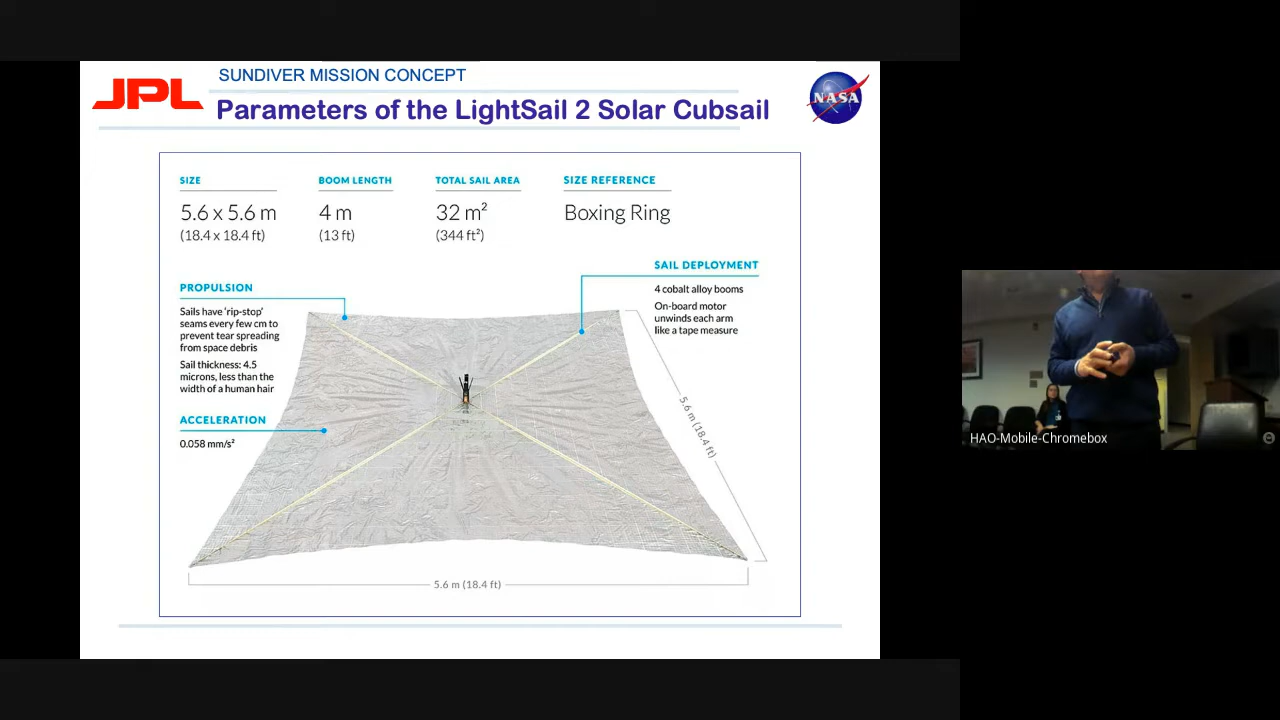 SUNDIVER MISSION CONCEPT
JPL
Parameters of the LightSail 2 Solar Cubsail
NASA
SIZE
5.6 x 5.6 m
(18.4 x 18.4 ft)
BOOM LENGTH
4 m
(13 ft)
TOTAL SAIL AREA
32 m²
(344 ft²)
SIZE REFERENCE
Boxing Ring
SAIL DEPLOYMENT
4 cobalt alloy booms
On-board motor
unwinds each arm
like a tape measure
PROPULSION
Sails have 'rip-stop'
seams every few cm to
prevent tear spreading
from space debris
Sail thickness: 4.5
microns, less than the
width of a human hair
ACCELERATION
0.058 mm/s²
5.6 m (18.4 ft)
5.6 m (18.4 ft)
HAO-Mobile-Chromebox